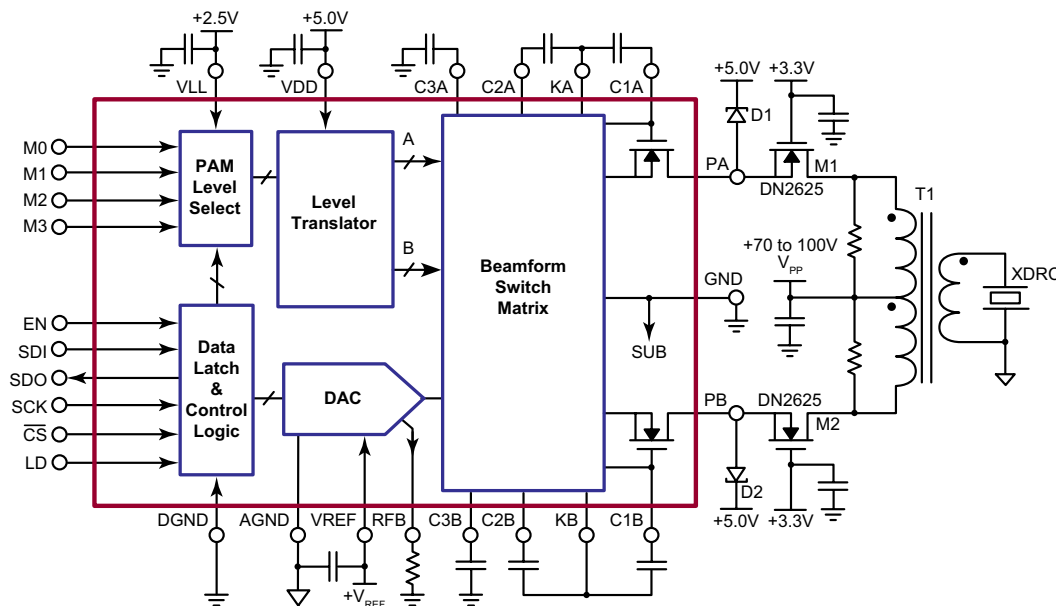 +2.5V
+5.0V
VLL
VDD
C3A
C2A
KA
C1A
+5.0V
+3.3V
D1
M0
M1
M2
M3
PAM
Level
Select
Level
Translator
A
B
Beamform
Switch
Matrix
PA
M1
DN2625
T1
+70 to 100V
VPP
GND
SUB
XDRC
EN
SDI
SDO
SCK
CS
LD
Data
Latch
&
Control
Logic
DAC
PB
DN2625
M2
D2
+5.0V
+3.3V
DGND
AGND
VREF
RFB
C3B
C2B
KB
C1B
+VREF